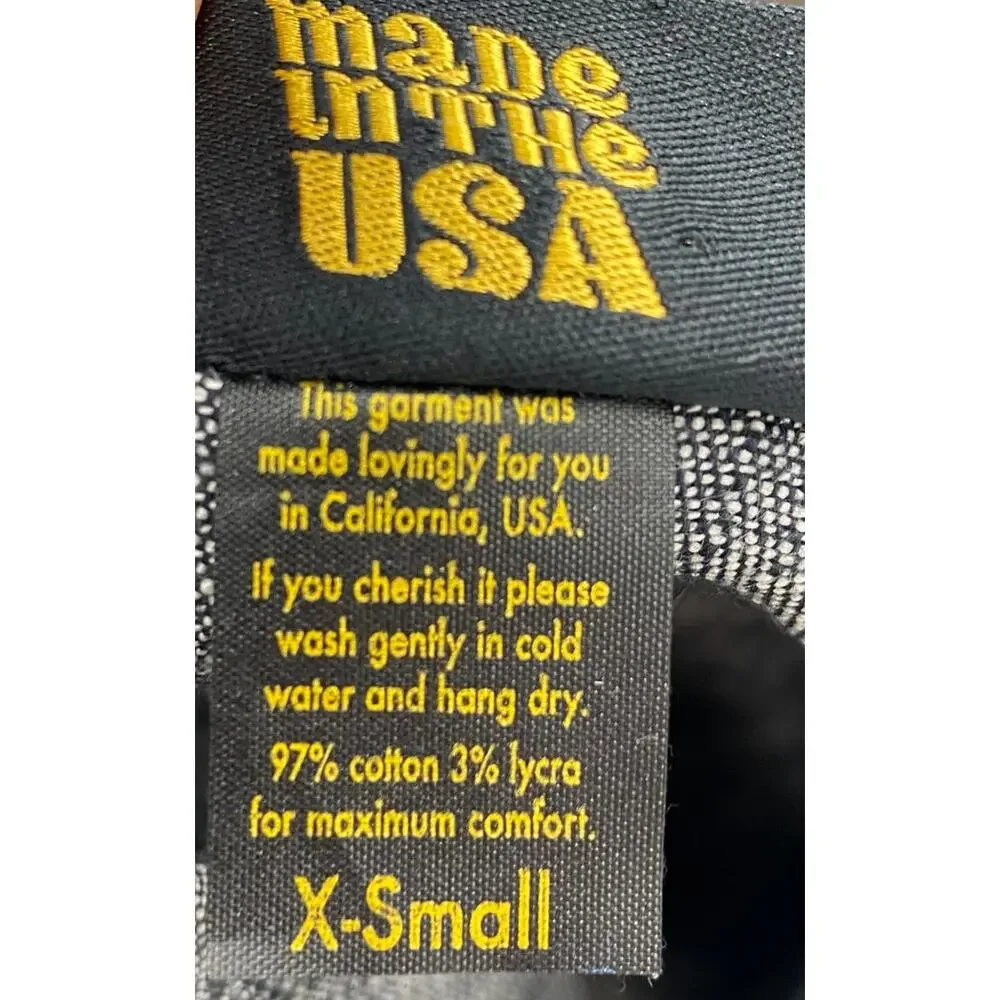 made
in THe
USA
This garment was
made lovingly for you
in California, USA.
If you cherish it please
wash gently in cold
water and hang dry.
97% cotton 3% lycra
for maximum comfort.
X-Small